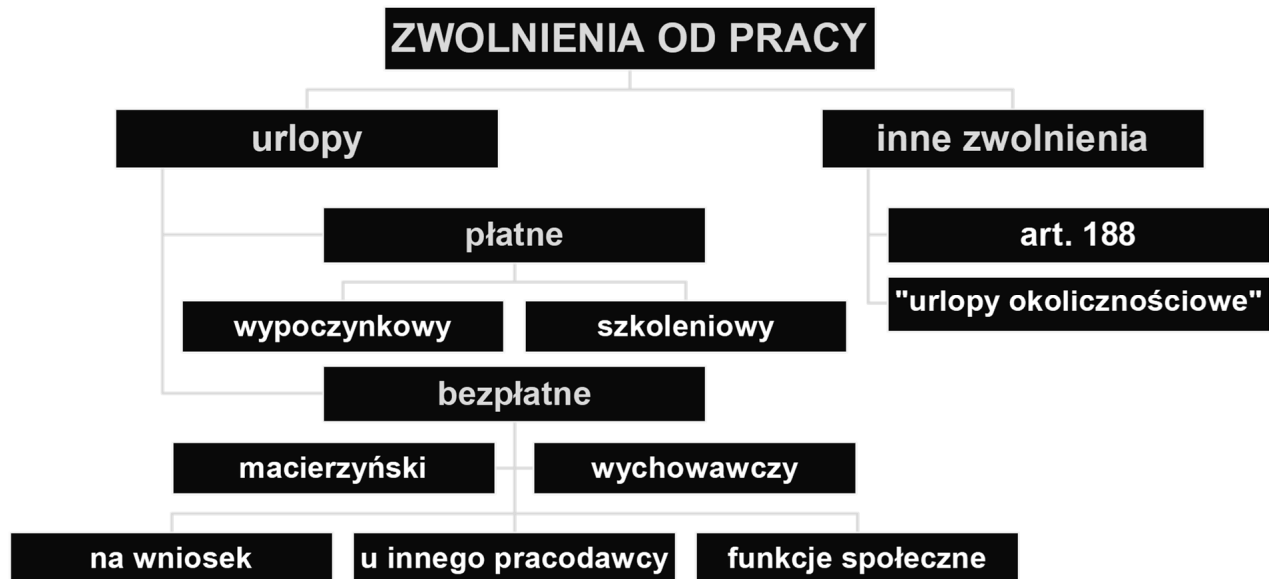 ZWOLNIENIA OD PRACY
urlopy
inne zwolnienia
płatne
art. 188
"urlopy okolicznościowe"
wypoczynkowy
szkoleniowy
bezpłatne
macierzyński
wychowawczy
na wniosek
u innego pracodawcy
funkcje społeczne